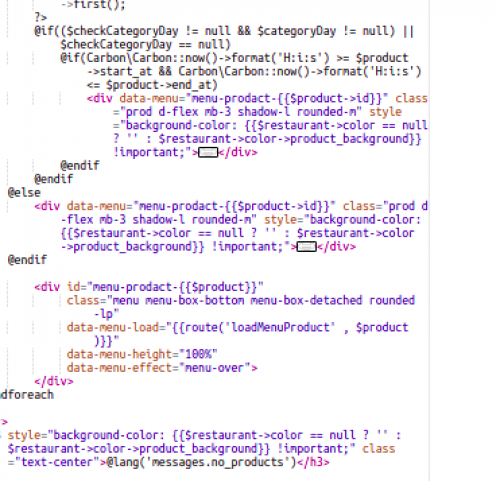 ->first();
?>
@if(($checkCategoryDay != null && $categoryDay != null) ||
$checkCategoryDay == null)
@if(Carbon\Carbon::now()->format('H:i:s') >= $product
->start_at && Carbon\Carbon::now()->format('H:i:s')
<= $product->end_at)
<div data-menu="menu-prodact-{{$product->id}}" class
="prod d-flex mb-3 shadow-l rounded-m" style
="background-color: {{$restaurant->color == null
? '' : $restaurant->color->product_background}}
!important;"></div>
@endif
@endif
@else
<div data-menu="menu-prodact-{{$product->id}}" class="prod d
-flex mb-3 shadow-l rounded-m" style="background-color:
{{$restaurant->color == null ? '' : $restaurant->color
->product_background}} !important;"></div>
@endif
<div id="menu-prodact-{{$product}}"
class="menu menu-box-bottom menu-box-detached rounded
-lp"
data-menu-load="{{route('loadMenuProduct' , $product
)}}"
data-menu-height="100%"
data-menu-effect="menu-over">
</div>
dforeach
>
style="background-color: {{$restaurant->color == null ? '' :
$restaurant->color->product_background}} !important;" class
="text-center">@lang('messages.no_products')</h3>